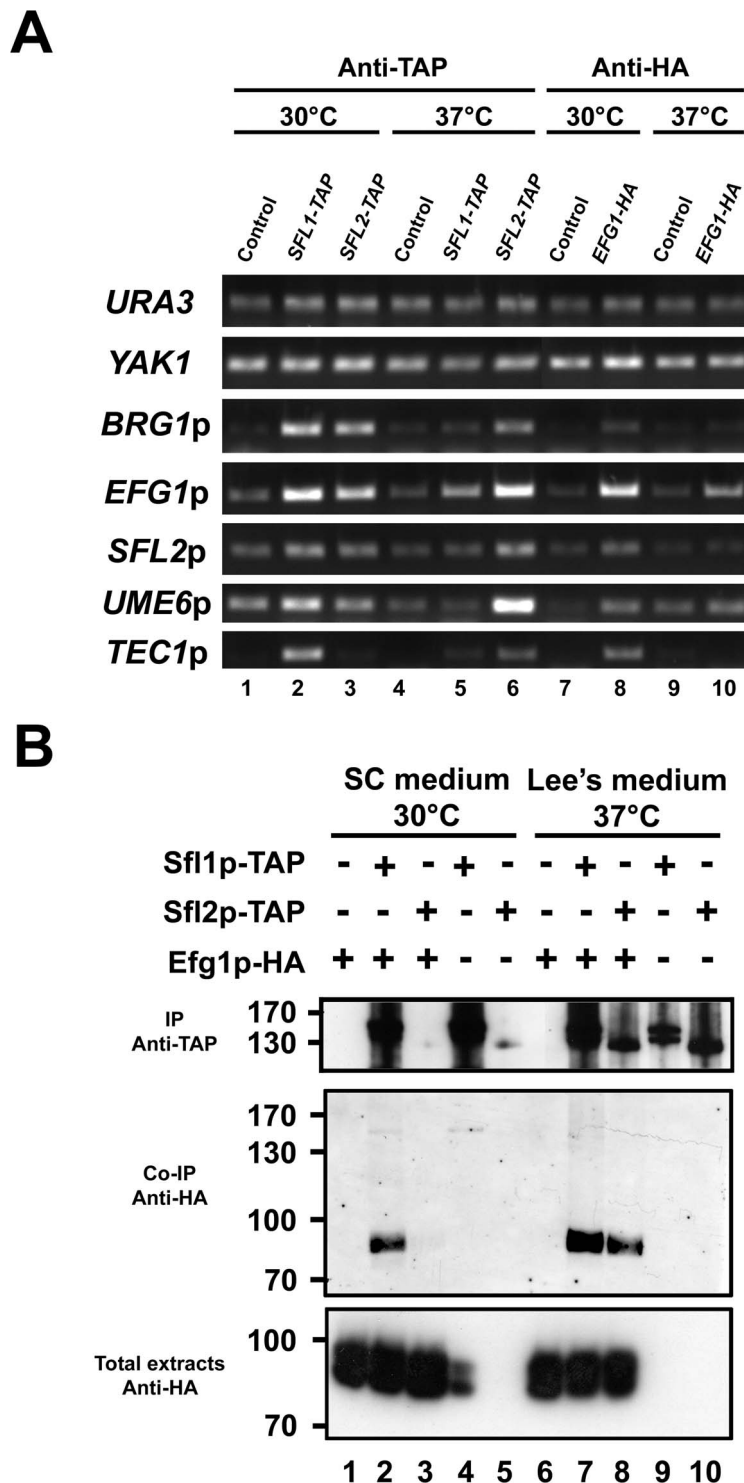 A
Anti-TAP Anti-HA
30°C 37°C 30°C 37°C
Control SFL1-TAP SFL2-TAP Control SFL1-TAP SFL2-TAP Control EFG1-HA Control EFG1-HA
URA3
YAK1
BRG1p
EFG1p
SFL2p
UME6p
TEC1p
1 2 3 4 5 6 7 8 9 10
B
SC medium Lee's medium
30°C 37°C
Sfl1p-TAP - + - + - - + - + -
Sfl2p-TAP - - + - + - - + - +
Efg1p-HA + + + - - + + + - -
IP
Anti-TAP
170
130
Co-IP
Anti-HA
170
130
100
70
Total extracts
Anti-HA
100
70
1 2 3 4 5 6 7 8 9 10